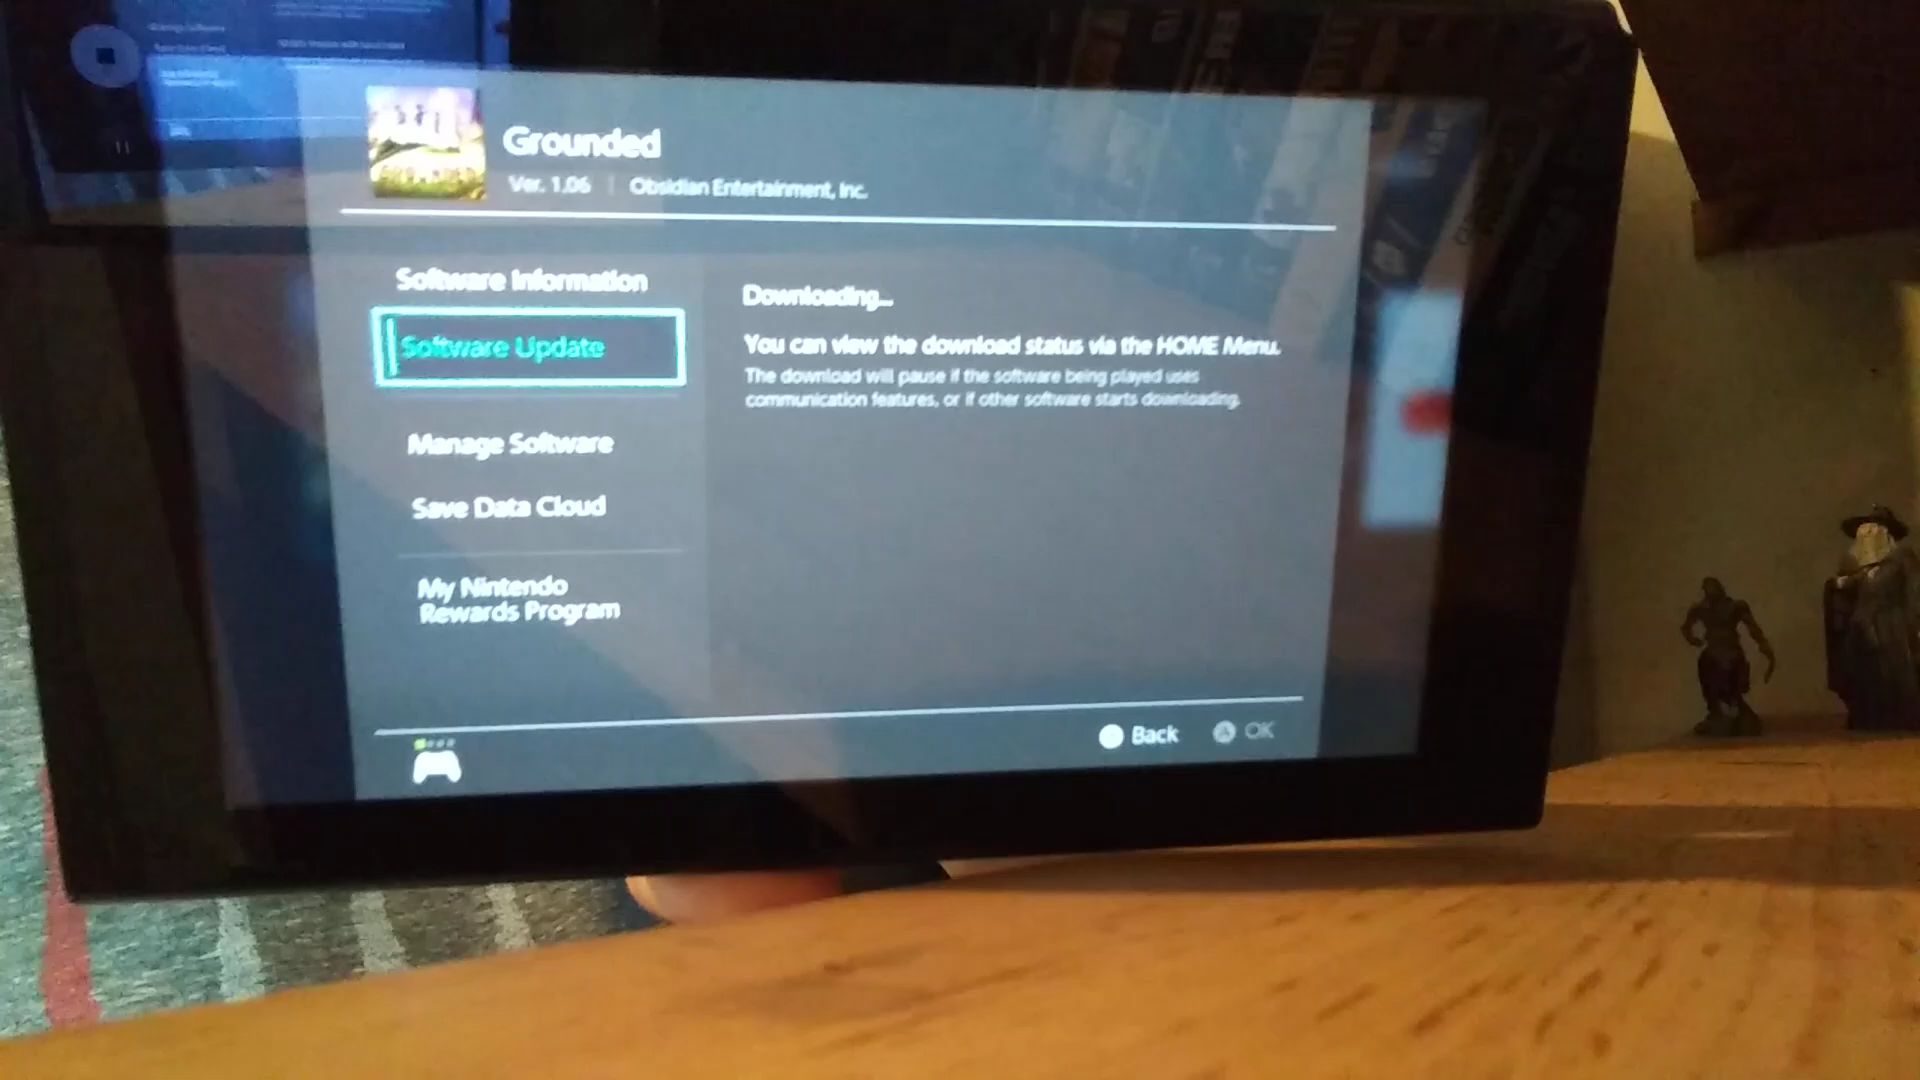 Grounded
Ver. 1.06 | Obsidian Entertainment, Inc.
Software Information
Software Update
Manage Software
Save Data Cloud
My Nintendo
Rewards Program
Downloading...
You can view the download status via the HOME Menu.
The download will pause if the software being played uses
communication features, or if other software starts downloading.
Back
A OK